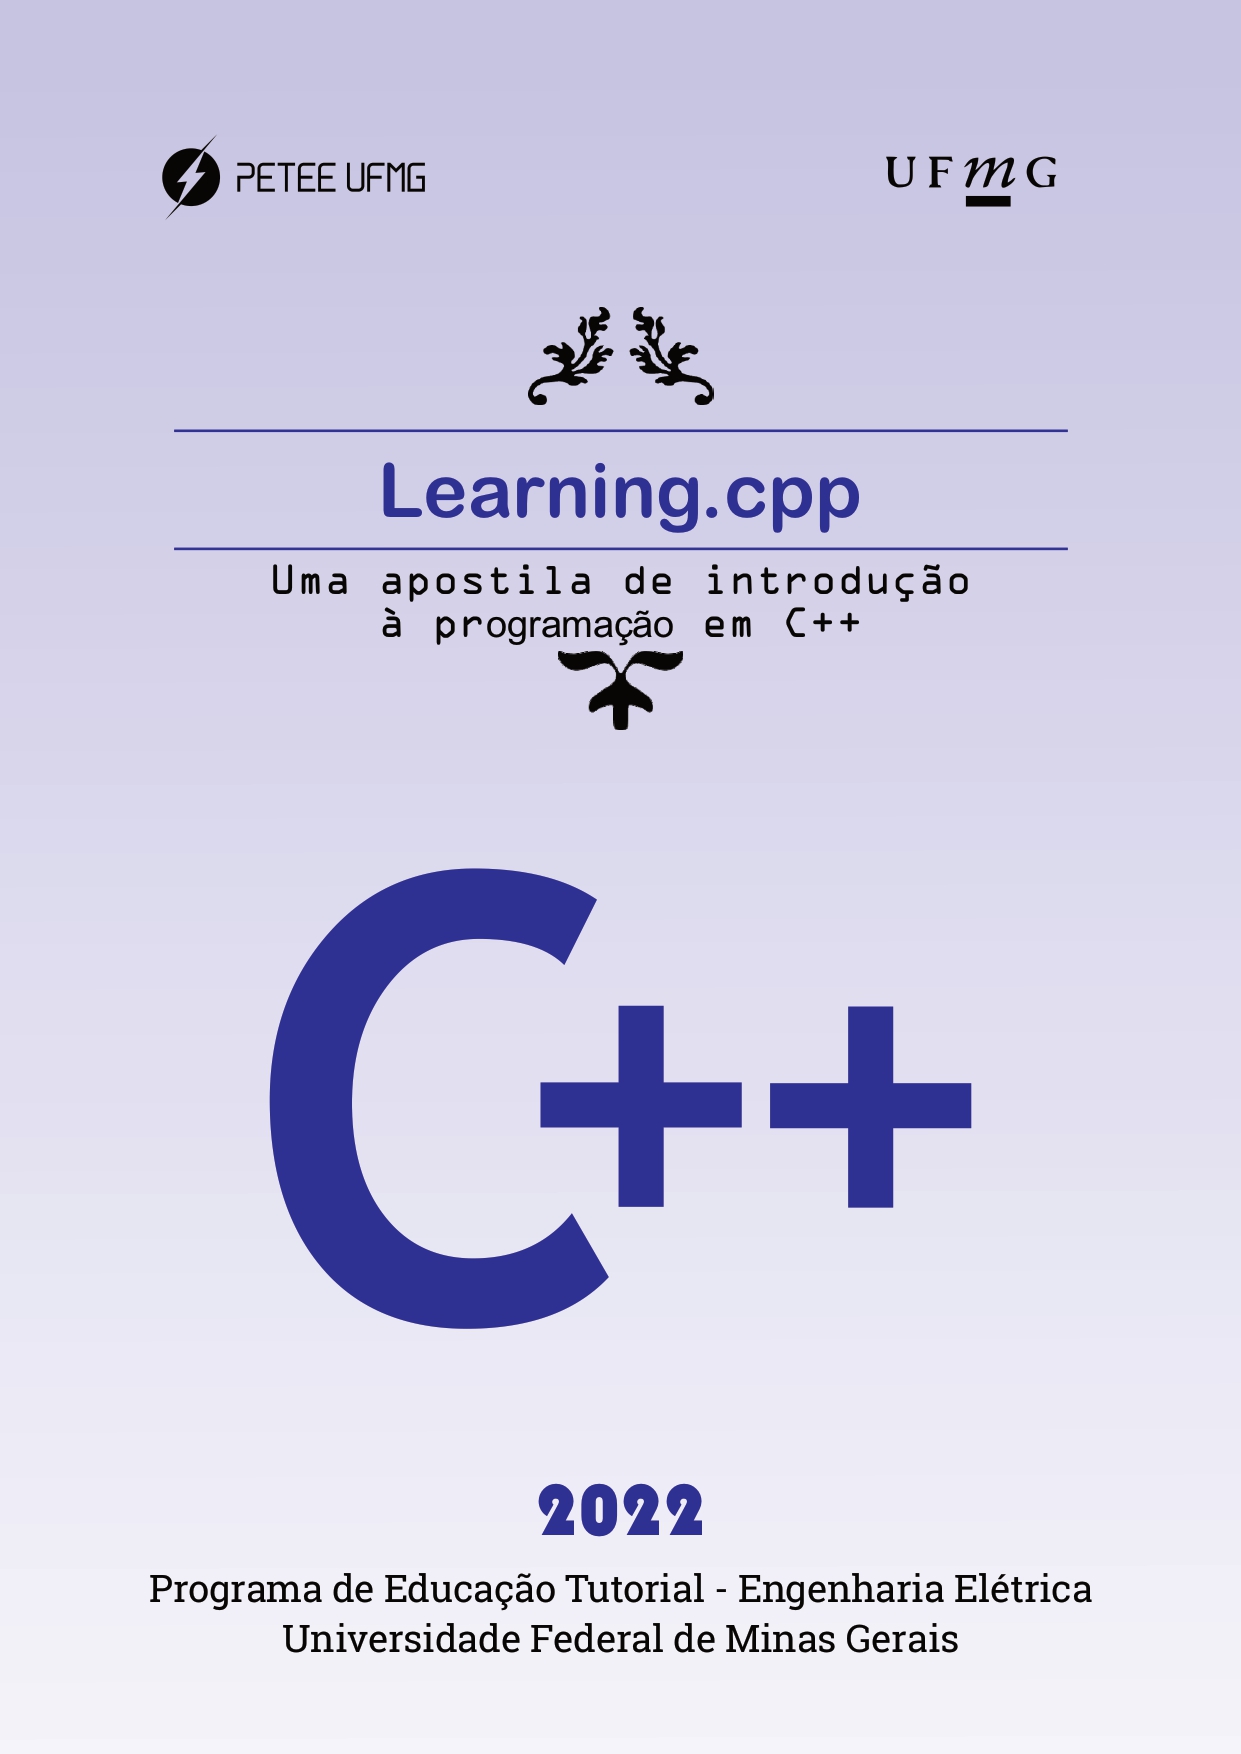 PETEE UFMG
UFmG
Learning.cpp
Uma apostila de introdução
à programação em C++
C++
2022
Programa de Educação Tutorial - Engenharia Elétrica
Universidade Federal de Minas Gerais